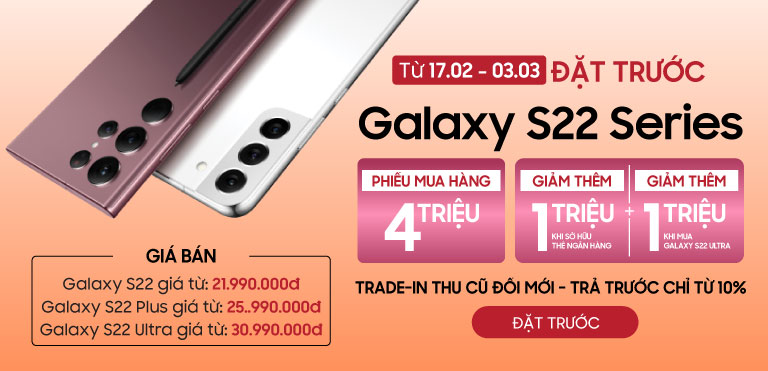 TỪ 17.02 - 03.03 ĐẶT TRƯỚC
Galaxy S22 Series
PHIẾU MUA HÀNG
4 TRIỆU
GIẢM THÊM
1 TRIỆU
KHI SỞ HỮU
THẺ NGÂN HÀNG
+
GIẢM THÊM
1 TRIỆU
KHI MUA
GALAXY S22 ULTRA
GIÁ BÁN
Galaxy S22 giá từ: 21.990.000đ
Galaxy S22 Plus giá từ: 25..990.000đ
Galaxy S22 Ultra giá từ: 30.990.000đ
TRADE-IN THU CŨ ĐỔI MỚI - TRẢ TRƯỚC CHỈ TỪ 10%
ĐẶT TRƯỚC